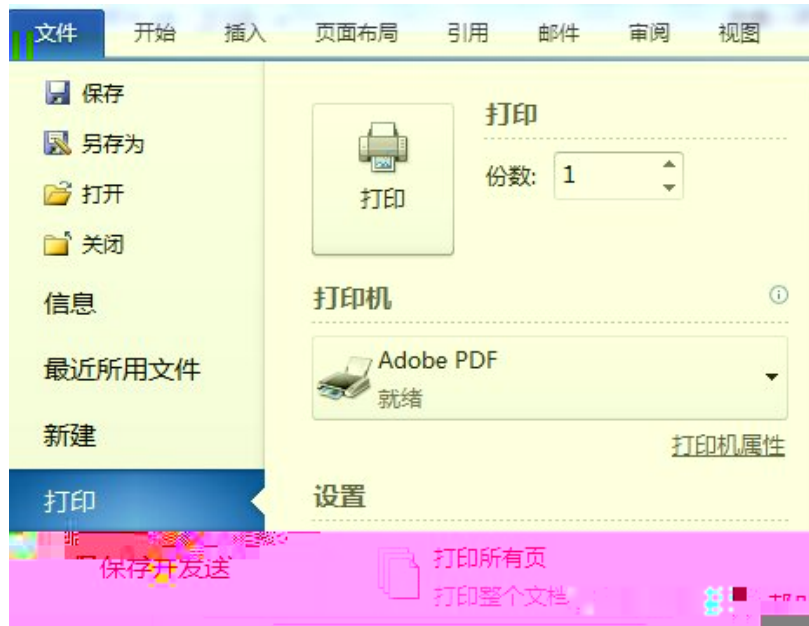 文件 开始 插入 页面布局 引用 邮件 审阅 视图
保存
另存为
打开
关闭
信息
最近所用文件
新建
打印
保存并发送
打印
打印
份数: 1
打印机
Adobe PDF
就绪
打印机属性
设置
打印所有页
打印整个文档